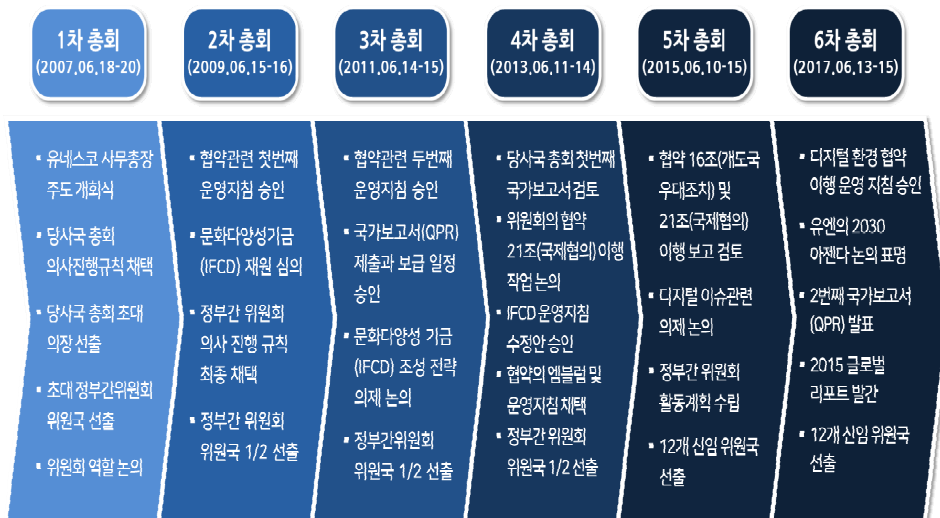 1차 총회
(2007.06.18-20)
2차 총회
(2009.06.15-16)
3차 총회
(2011.06.14-15)
4차 총회
(2013.06.11-14)
5차 총회
(2015.06.10-15)
6차 총회
(2017.06.13-15)
▪ 유네스코 사무총장
주도 개회식
▪ 당사국 총회
의사진행규칙 채택
▪ 당사국 총회 초대
의장 선출
▪ 초대 정부간위원회
위원국 선출
▪ 위원회 역할 논의
▪ 협약관련 첫번째
운영지침 승인
▪ 문화다양성기금
(IFCD) 재원 심의
▪ 정부간 위원회
의사 진행 규칙
최종 채택
▪ 정부간 위원회
위원국 1/2 선출
▪ 협약관련 두번째
운영지침 승인
▪ 국가보고서(QPR)
제출과 보급 일정
승인
▪ 문화다양성 기금
(IFCD) 조성 전략
의제 논의
▪ 정부간위원회
위원국 1/2 선출
▪ 당사국 총회 첫번째
국가보고서 검토
▪ 위원회의 협약
21조(국제협의) 이행
작업 논의
▪ IFCD 운영지침
수정안 승인
▪ 협약의 엠블럼 및
운영지침 채택
▪ 정부간 위원회
위원국 1/2 선출
▪ 협약 16조(개도국
우대조치) 및
21조(국제협의)
이행 보고 검토
▪ 디지털 이슈관련
의제 논의
▪ 정부간 위원회
활동계획 수립
▪ 12개 신임 위원국
선출
▪ 디지털 환경 협약
이행 운영 지침 승인
▪ 유엔의 2030
아젠다 논의 표명
▪ 2번째 국가보고서
(QPR) 발표
▪ 2015 글로벌
리포트 발간
▪ 12개 신임 위원국
선출